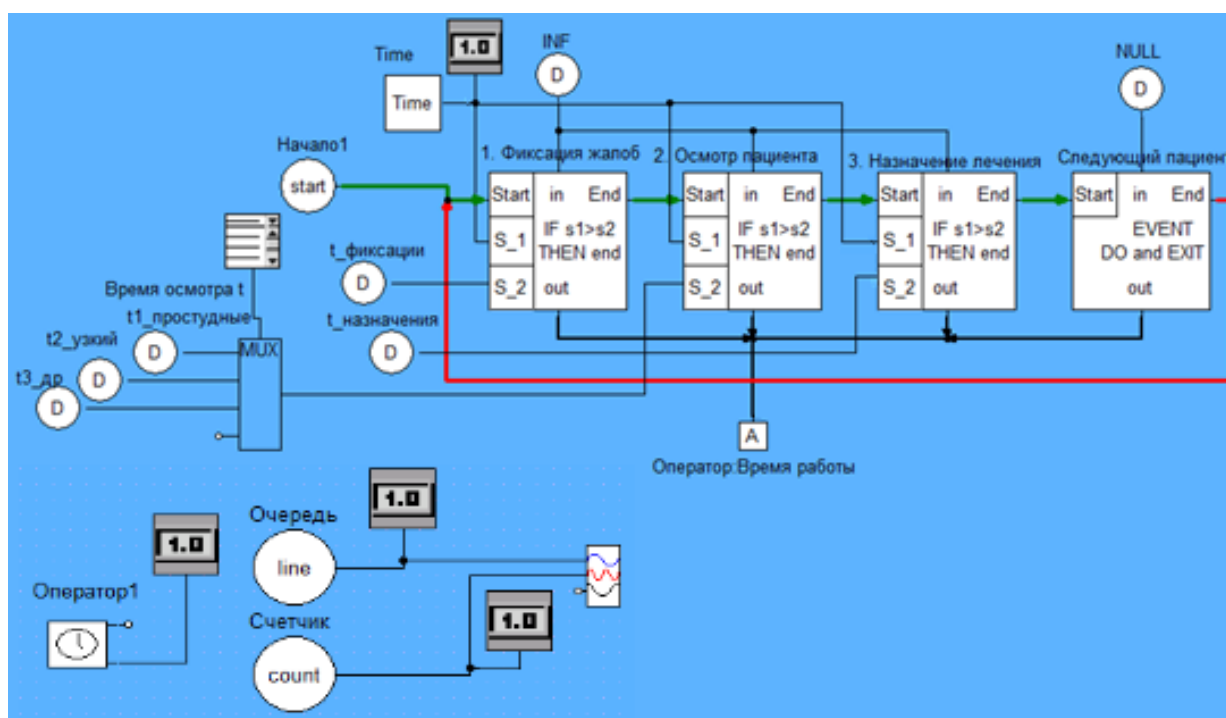 1.0
INF
D
NULL
D
Time
Time
Начало1
start
1. Фиксация жалоб
2. Осмотр пациента
3. Назначение лечения
Следующий пациент
Start in End
S_1 IF s1>s2
THEN end
S_2 out
Start in End
S_1 IF s1>s2
THEN end
S_2 out
Start in End
S_1 IF s1>s2
THEN end
S_2 out
Start in End
EVENT
DO and EXIT
out
t_фиксации
D
t_назначения
D
Время осмотра t
t1_простудные
D
t2_узкий
D
t3_др
D
MUX
A
Оператор:Время работы
1.0
Очередь
line
1.0
Оператор1
Счетчик
count
1.0